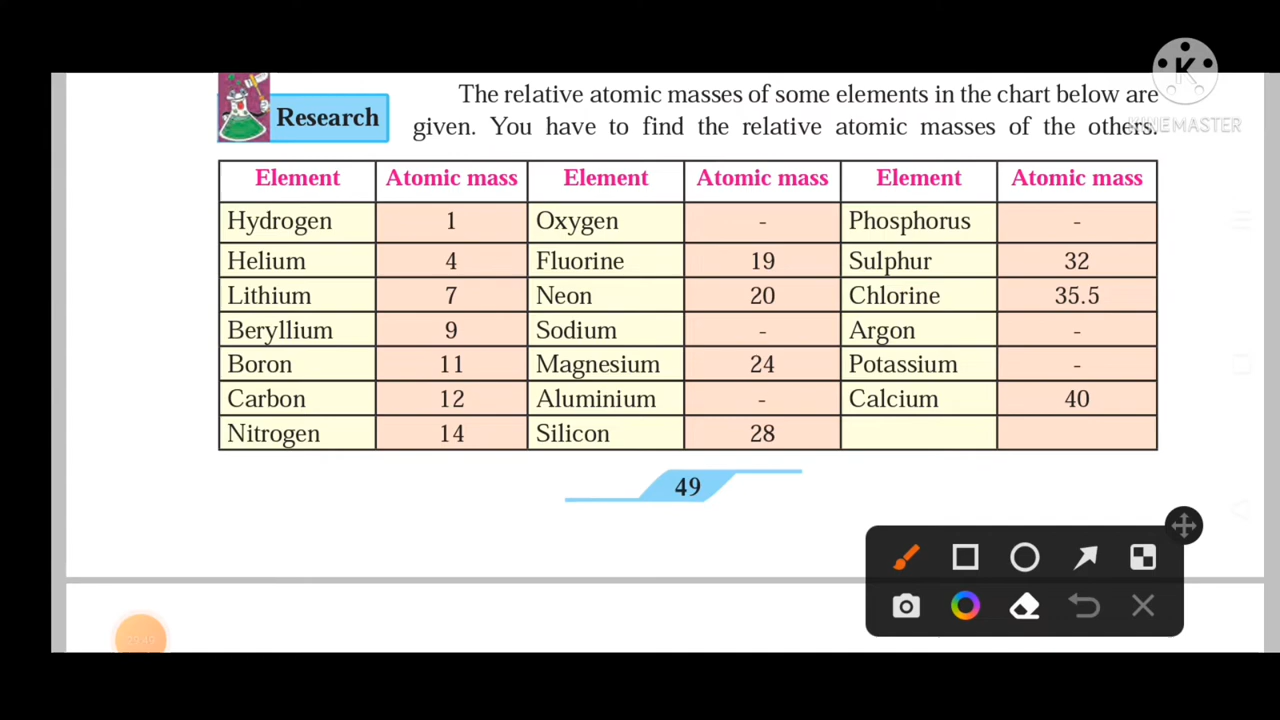 The relative atomic masses of some elements in the chart below are
Research
given. You have to find the relative atomic masses of the others.
KINEMASTER
Element Atomic mass Element Atomic mass Element Atomic mass
Hydrogen 1 Oxygen - Phosphorus -
Helium 4 Fluorine 19 Sulphur 32
Lithium 7 Neon 20 Chlorine 35.5
Beryllium 9 Sodium - Argon -
Boron 11 Magnesium 24 Potassium -
Carbon 12 Aluminium - Calcium 40
Nitrogen 14 Silicon 28
49